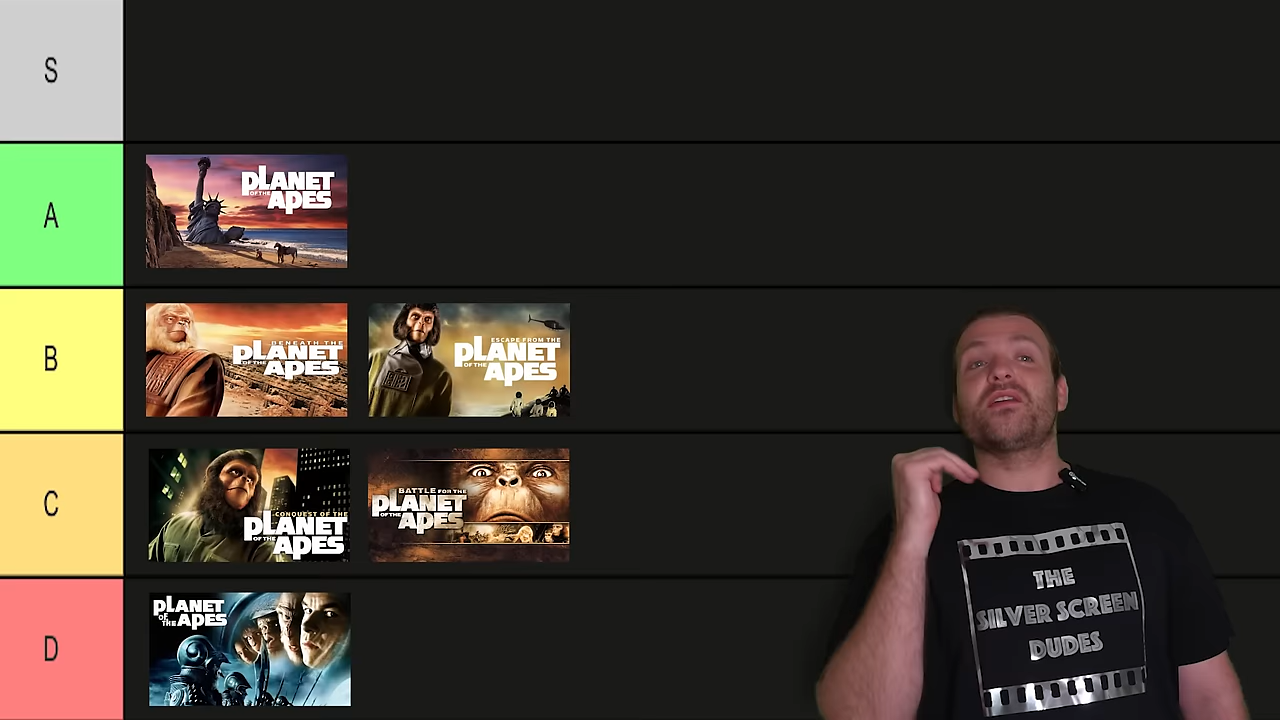 S
A
PLANET
OF THE
APES
B
BENEATH THE
PLANET
OF THE
APES
ESCAPE FROM THE
PLANET
OF THE
APES
C
CONQUEST OF THE
PLANET
OF THE
APES
BATTLE FOR THE
PLANET
OF THE
APES
D
PLANET
OF
THE APES
THE
SILVER SCREEN
DUDES